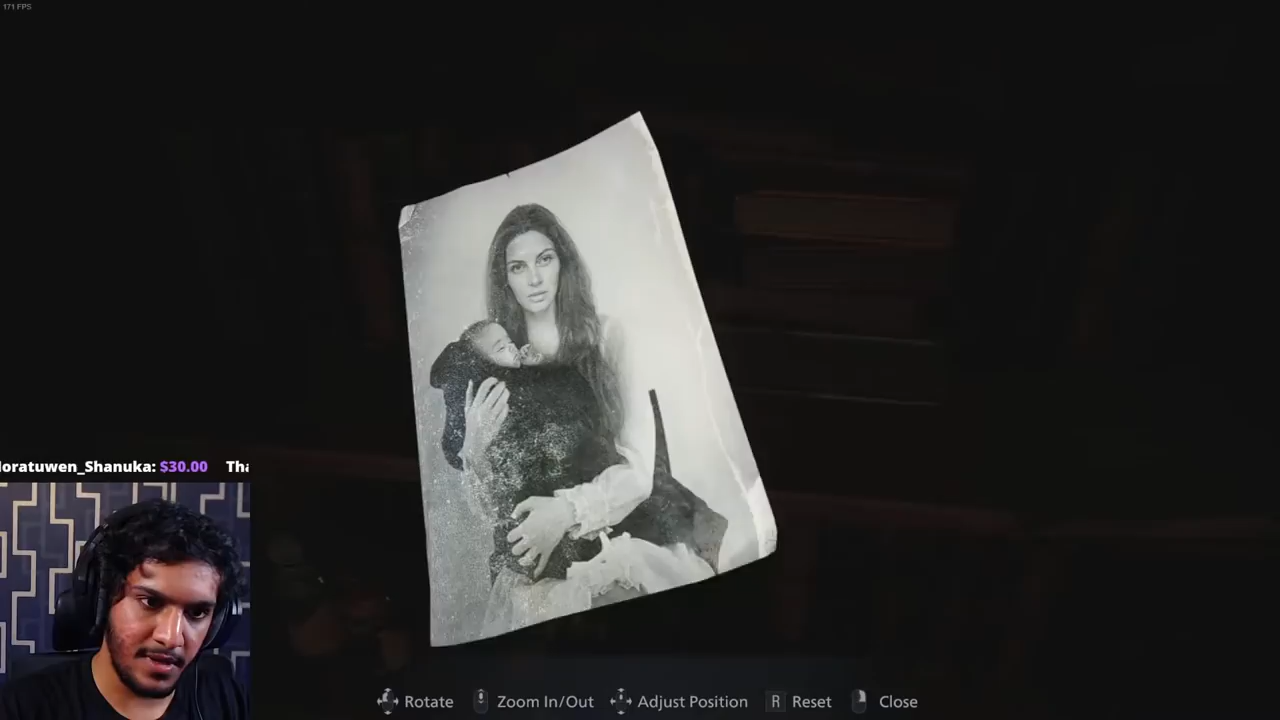 171 FPS
loratuwen_Shanuka: $30.00 Tha
Rotate Zoom In/Out Adjust Position R Reset Close